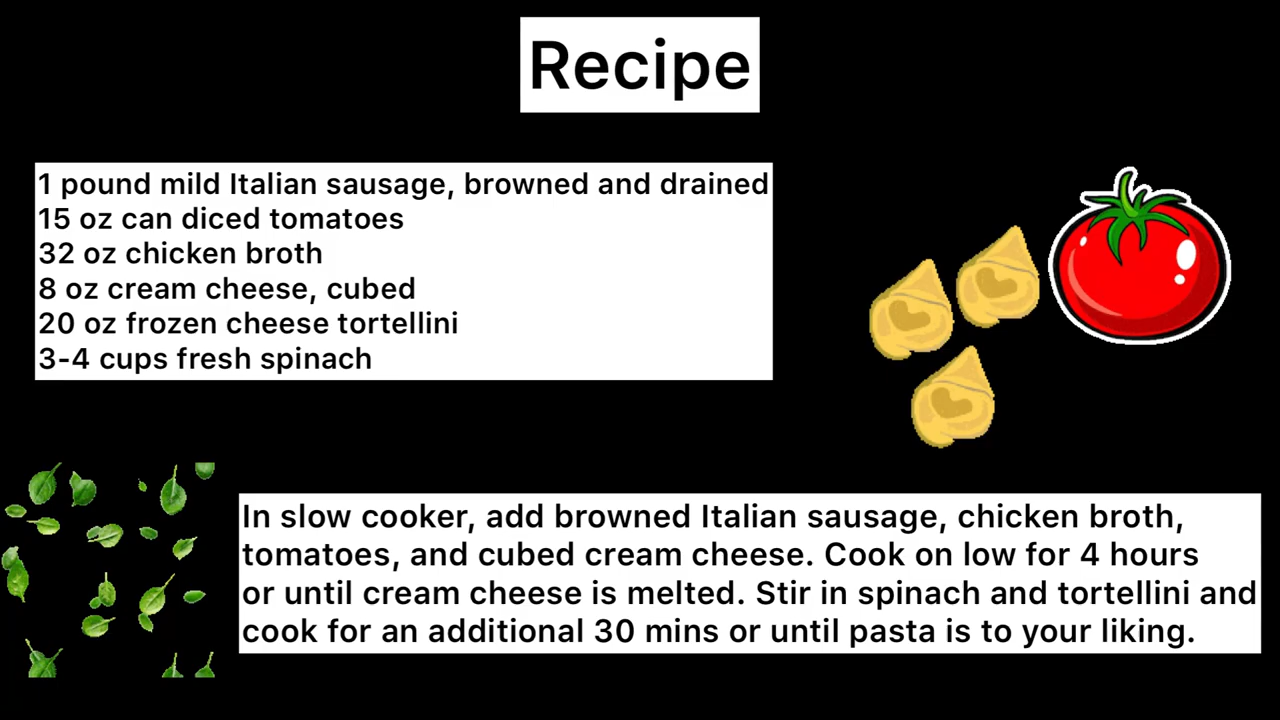 Recipe
1 pound mild Italian sausage, browned and drained
15 oz can diced tomatoes
32 oz chicken broth
8 oz cream cheese, cubed
20 oz frozen cheese tortellini
3-4 cups fresh spinach
In slow cooker, add browned Italian sausage, chicken broth,
tomatoes, and cubed cream cheese. Cook on low for 4 hours
or until cream cheese is melted. Stir in spinach and tortellini and
cook for an additional 30 mins or until pasta is to your liking.